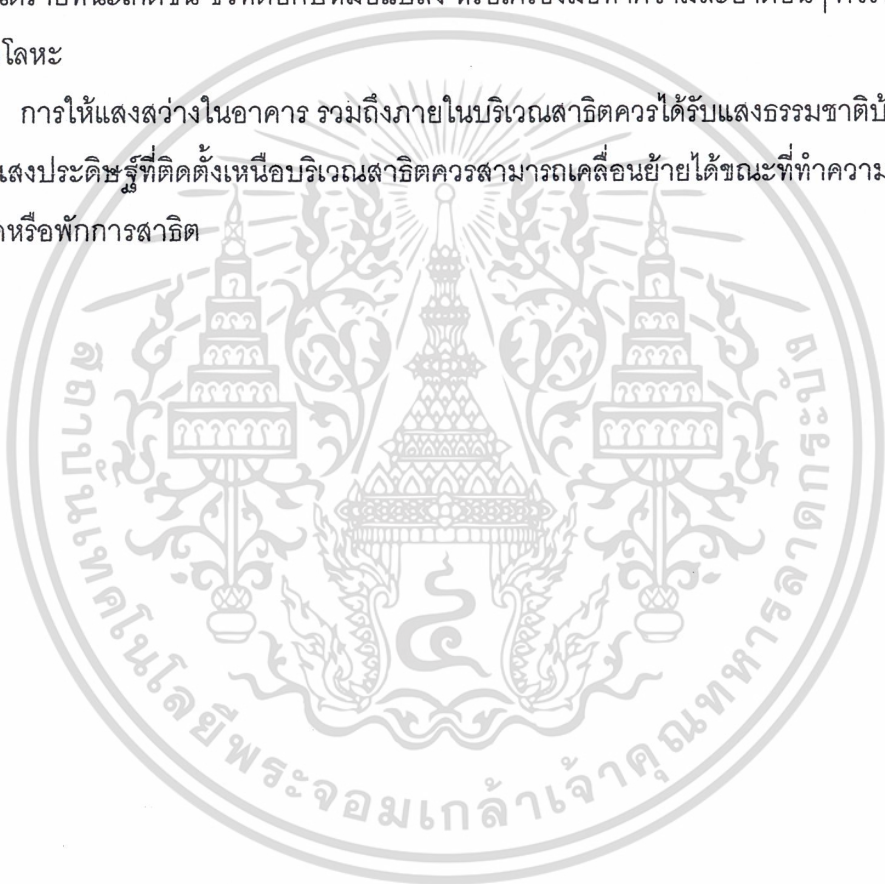 โลหะ
การให้แสงสว่างในอาคาร รวมถึงภายในบริเวณสาธิตควรได้รับแสงธรรมชาติบ้
แสงประดิษฐ์ที่ติดตั้งเหนือบริเวณสาธิตควรสามารถเคลื่อนย้ายได้ขณะที่ทำความ
หรือพักการสาธิต
สถาบันเทคโนโลยีพระจอมเกล้าเจ้าคุณทหารลาดกระบัง